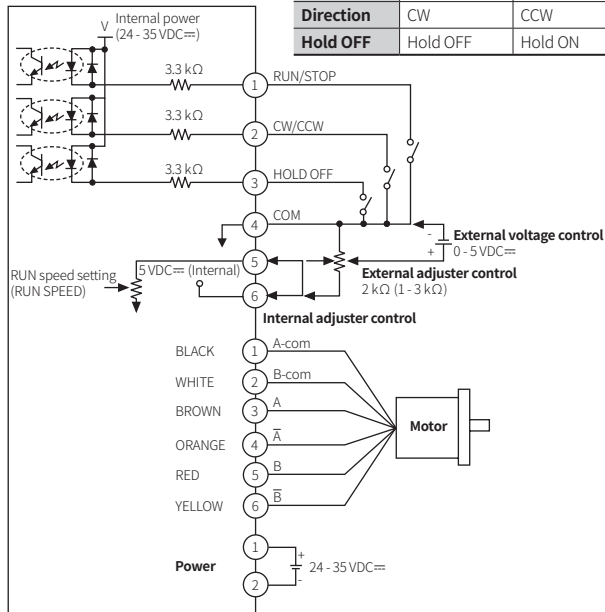 Direction CW CCW
Hold OFF Hold OFF Hold ON
Internal power
(24 - 35 VDC⎓)
V
3.3 kΩ
1 RUN/STOP
3.3 kΩ
2 CW/CCW
3.3 kΩ
3 HOLD OFF
4 COM
- External voltage control
+ 0 - 5 VDC⎓
5 VDC⎓ (Internal) 5
External adjuster control
2 kΩ (1 - 3 kΩ)
RUN speed setting
(RUN SPEED)
6
Internal adjuster control
BLACK 1 A-com
WHITE 2 B-com
BROWN 3 A
ORANGE 4 A̅
RED 5 B
YELLOW 6 B̅
Motor
Power
1 + 24 - 35 VDC⎓
2 -